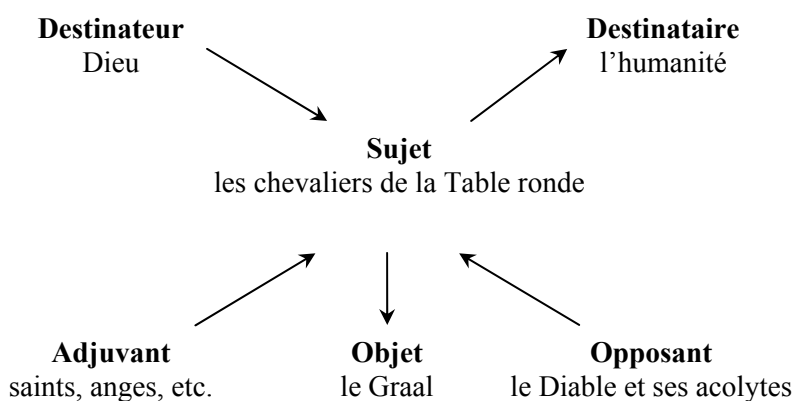 Destinateur
Dieu
Destinataire
l'humanité
Sujet
les chevaliers de la Table ronde
Adjuvant
saints, anges, etc.
Objet
le Graal
Opposant
le Diable et ses acolytes